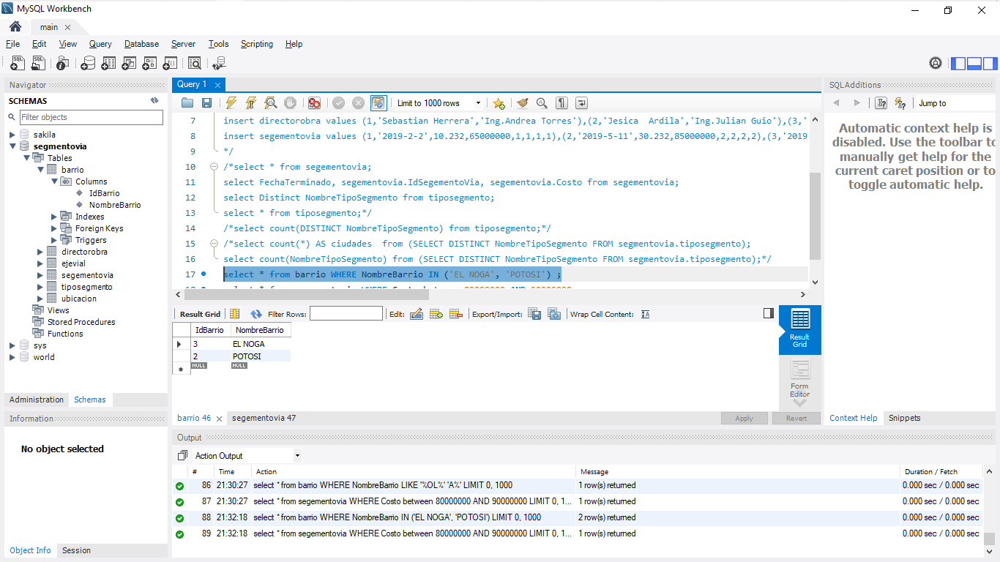 MySQL Workbench
main
File Edit View Query Database Server Tools Scripting Help
Navigator
SCHEMAS
Filter objects
sakila
segmentovia
Tables
barrio
Columns
IdBarrio
NombreBarrio
Indexes
Foreign Keys
Triggers
directorobra
ejevial
segementovia
tiposegmento
ubicacion
Views
Stored Procedures
Functions
sys
world
Administration Schemas
Information
No object selected
Object Info Session
Query 1
Limit to 1000 rows
7 insert directorobra values (1,'Sebastian Herrera','Ing.Andrea Torres'),(2,'Jesica  Ardila','Ing.Julian Guio'),(3,'
8 insert segementovia values (1,'2019-2-2',10.232,65000000,1,1,1,1),(2,'2019-5-11',30.232,85000000,2,2,2,2),(3,'2019
9 */
10 /*select * from segementovia;
11 select FechaTerminado, segementovia.IdSegementoVia, segementovia.Costo from segementovia;
12 select Distinct NombreTipoSegmento from tiposegmento;
13 select * from tiposegmento;*/
14 /*select count(DISTINCT NombreTipoSegmento) from tiposegmento;*/
15 /*select count(*) AS ciudades  from (SELECT DISTINCT NombreTipoSegmento FROM segmentovia.tiposegmento);
16 select count(NombreTipoSegmento) from (SELECT DISTINCT NombreTipoSegmento FROM segmentovia.tiposegmento);*/
17 select * from barrio WHERE NombreBarrio IN ('EL NOGA', 'POTOSI') ;
Result Grid Filter Rows: Edit: Export/Import: Wrap Cell Content:
IdBarrio NombreBarrio
3 EL NOGA
2 POTOSI
NULL NULL
Result Grid
Form Editor
barrio 46 segementovia 47
Apply Revert
Output
Action Output
# Time Action Message Duration / Fetch
86 21:30:27 select * from barrio WHERE NombreBarrio LIKE '%OL%' 'A%' LIMIT 0, 1000 1 row(s) returned 0.000 sec / 0.000 sec
87 21:30:27 select * from segementovia WHERE Costo between 80000000 AND 90000000 LIMIT 0, 1... 1 row(s) returned 0.000 sec / 0.000 sec
88 21:32:18 select * from barrio WHERE NombreBarrio IN ('EL NOGA', 'POTOSI') LIMIT 0, 1000 2 row(s) returned 0.000 sec / 0.000 sec
89 21:32:18 select * from segementovia WHERE Costo between 80000000 AND 90000000 LIMIT 0, 1... 1 row(s) returned 0.000 sec / 0.000 sec
SQLAdditions
Jump to
Automatic context help is
disabled. Use the toolbar to
manually get help for the
current caret position or to
toggle automatic help.
Context Help Snippets